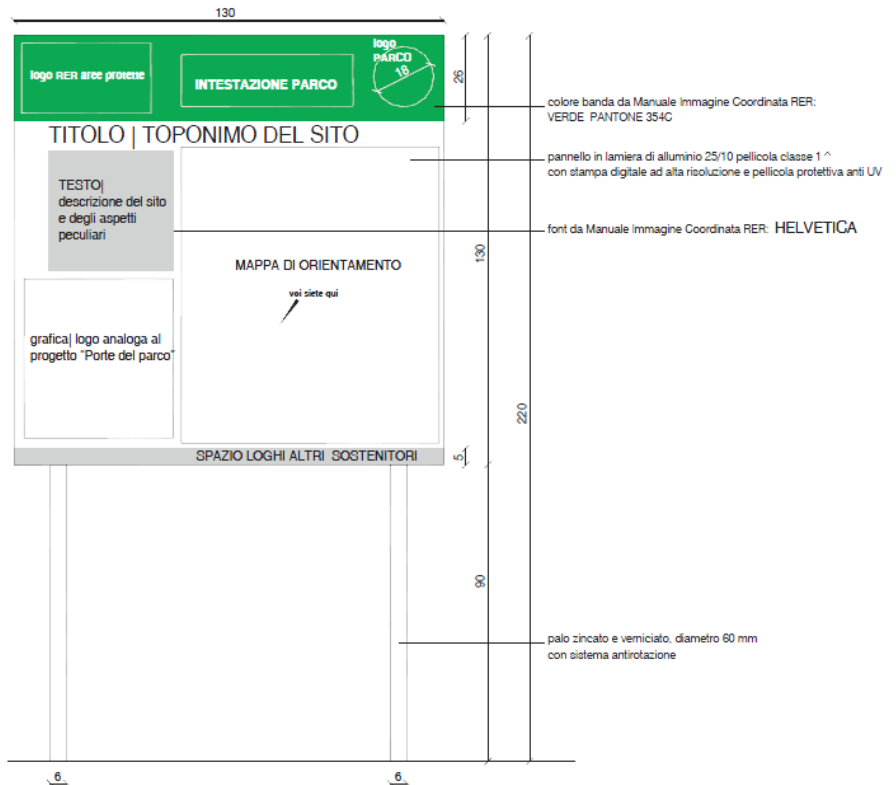 130
logo RER aree protette
INTESTAZIONE PARCO
logo
PARCO
18
26
colore banda da Manuale Immagine Coordinata RER:
VERDE PANTONE 354C
TITOLO | TOPONIMO DEL SITO
pannello in lamiera di alluminio 25/10 pellicola classe 1 ^
con stampa digitale ad alta risoluzione e pellicola protettiva anti UV
TESTO|
descrizione del sito
e degli aspetti
peculiari
font da Manuale Immagine Coordinata RER: HELVETICA
130
MAPPA DI ORIENTAMENTO
voi siete qui
grafica| logo analoga al
progetto "Porte del parco"
220
SPAZIO LOGHI ALTRI SOSTENITORI
5
90
palo zincato e verniciato, diametro 60 mm
con sistema antirotazione
6
6